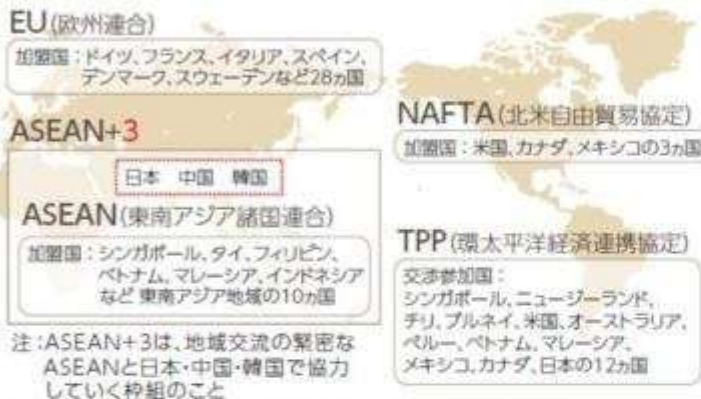 EU(欧州連合)
加盟国：ドイツ、フランス、イタリア、スペイン、
デンマーク、スウェーデンなど28ヵ国
ASEAN+3
日本 中国 韓国
ASEAN(東南アジア諸国連合)
加盟国：シンガポール、タイ、フィリピン、
ベトナム、マレーシア、インドネシア
など 東南アジア地域の10ヵ国
注：ASEAN+3は、地域交流の緊密な
ASEANと日本・中国・韓国で協力
していく枠組のこと
NAFTA(北米自由貿易協定)
加盟国：米国、カナダ、メキシコの3ヵ国
TPP(環太平洋経済連携協定)
交渉参加国：
シンガポール、ニュージーランド、
チリ、ブルネイ、米国、オーストラリア、
ペルー、ベトナム、マレーシア、
メキシコ、カナダ、日本の12ヵ国